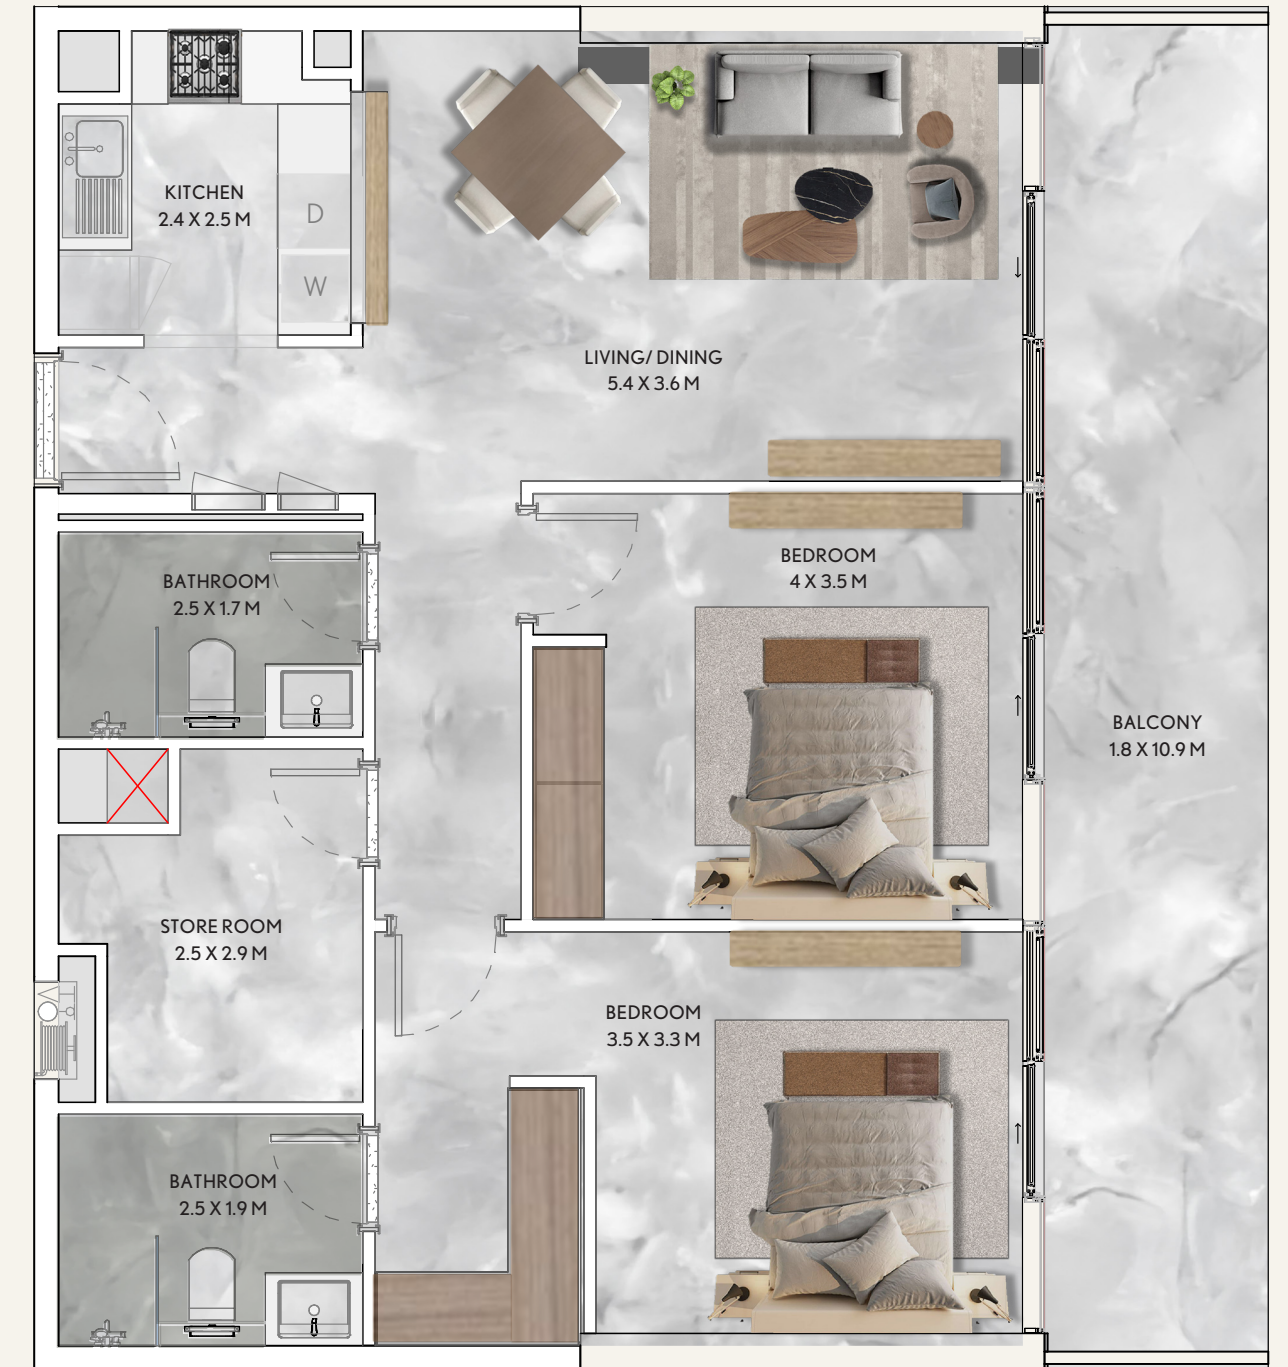 KITCHEN
2.4 X 2.5 M
D
W
LIVING/ DINING
5.4 X 3.6 M
BEDROOM
4 X 3.5 M
BATHROOM
2.5 X 1.7 M
BALCONY
1.8 X 10.9 M
STORE ROOM
2.5 X 2.9 M
BEDROOM
3.5 X 3.3 M
BATHROOM
2.5 X 1.9 M